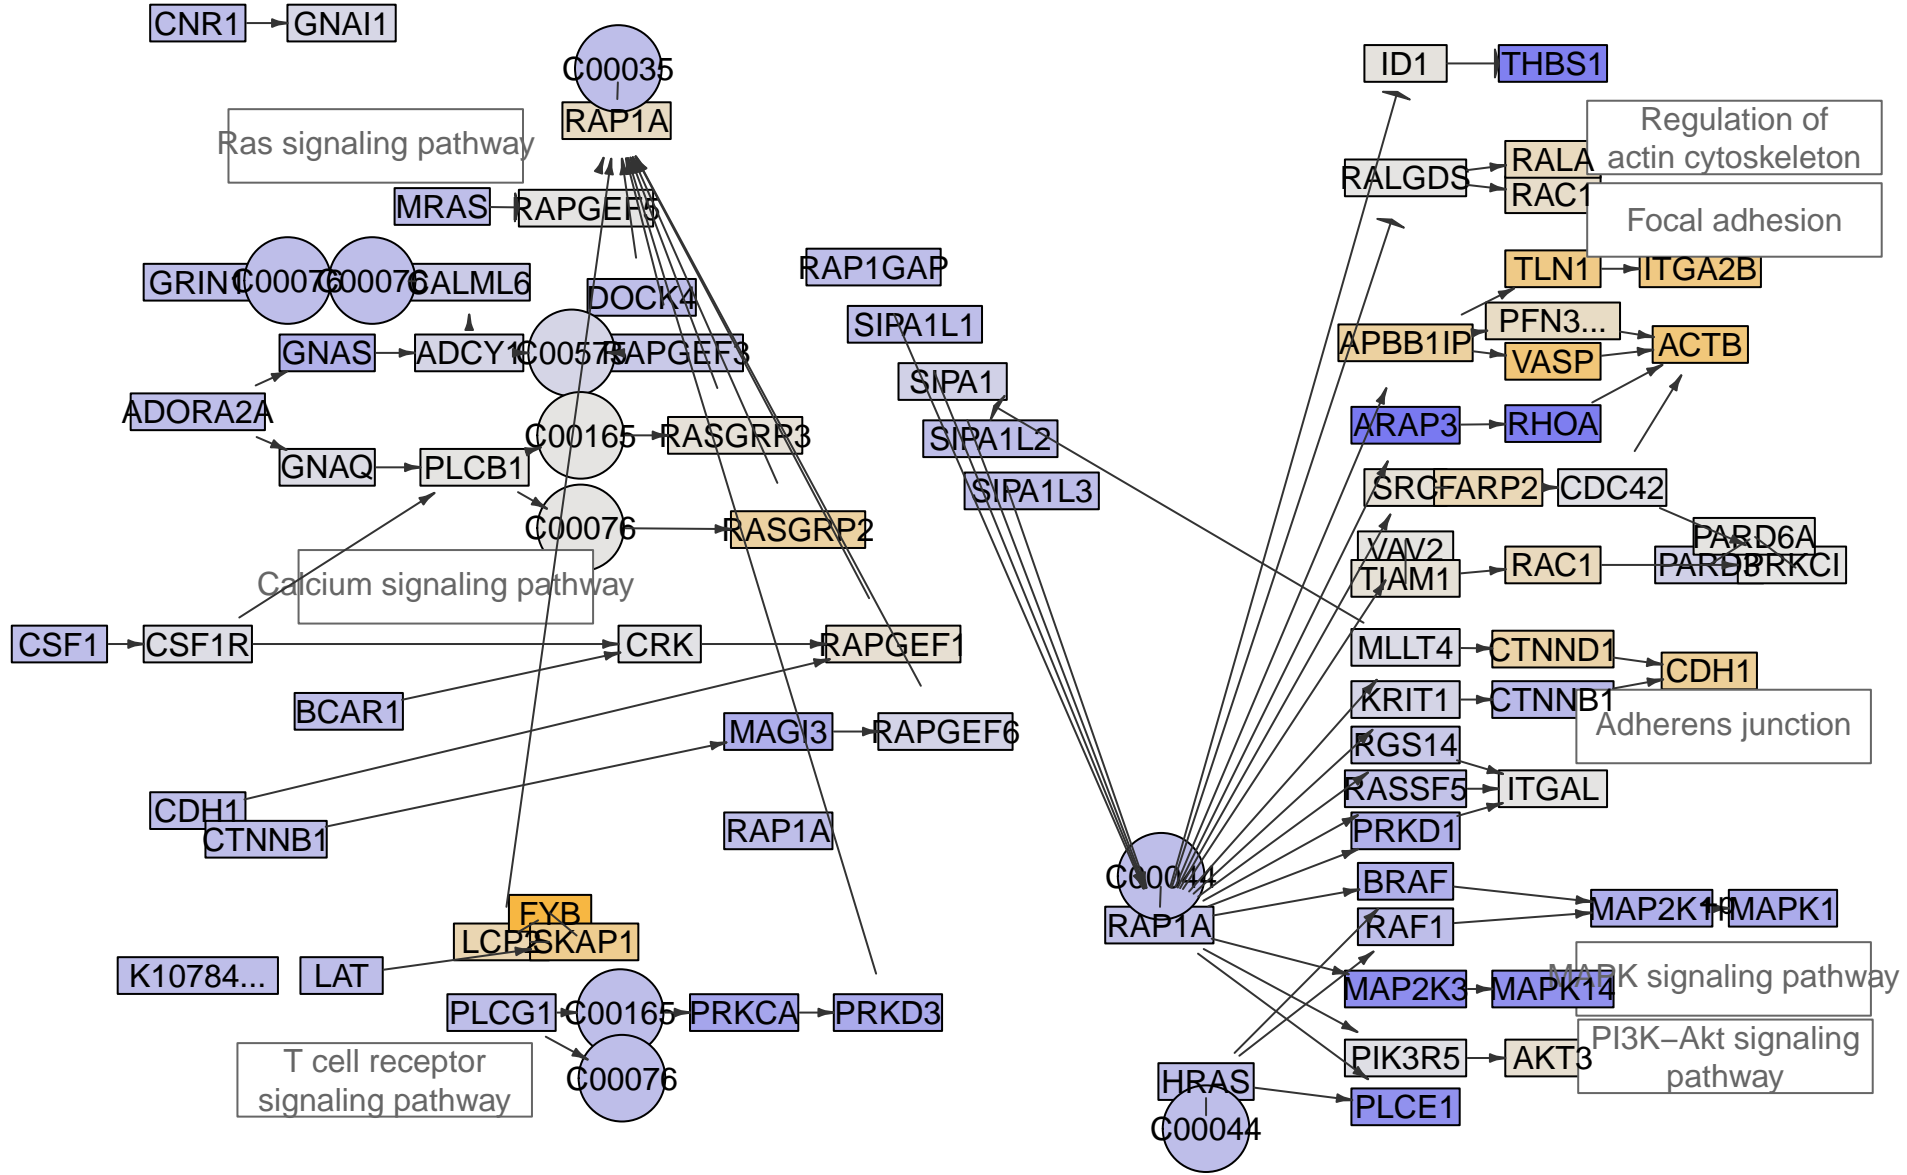 CNR1
GNAI1
C00035
RAP1A
Ras signaling pathway
MRAS
RAPGEF5
GRIN1
C00076
C00076
CALML6
DOCK4
GNAS
ADCY1
C00575
RAPGEF3
ADORA2A
C00165
RASGRP3
GNAQ
PLCB1
C00076
RASGRP2
Calcium signaling pathway
CSF1
CSF1R
CRK
RAPGEF1
BCAR1
MAGI3
RAPGEF6
CDH1
CTNNB1
RAP1A
FYB
LCP2
SKAP1
K10784...
LAT
PLCG1
C00165
PRKCA
PRKD3
C00076
T cell receptor
signaling pathway
RAP1GAP
SIPA1L1
SIPA1
SIPA1L2
SIPA1L3
C00044
RAP1A
HRAS
C00044
ID1
THBS1
Regulation of
actin cytoskeleton
RALGDS
RALA
RAC1
Focal adhesion
TLN1
ITGA2B
APBB1IP
PFN3...
VASP
ACTB
ARAP3
RHOA
SRC
FARP2
CDC42
VAV2
TIAM1
RAC1
PARD6A
PARD3
PRKCI
MLLT4
CTNND1
CDH1
KRIT1
CTNNB1
Adherens junction
RGS14
RASSF5
ITGAL
PRKD1
BRAF
MAP2K1
+p
MAPK1
RAF1
MAP2K3
MAPK14
MAPK signaling pathway
PIK3R5
AKT3
PI3K−Akt signaling
pathway
PLCE1